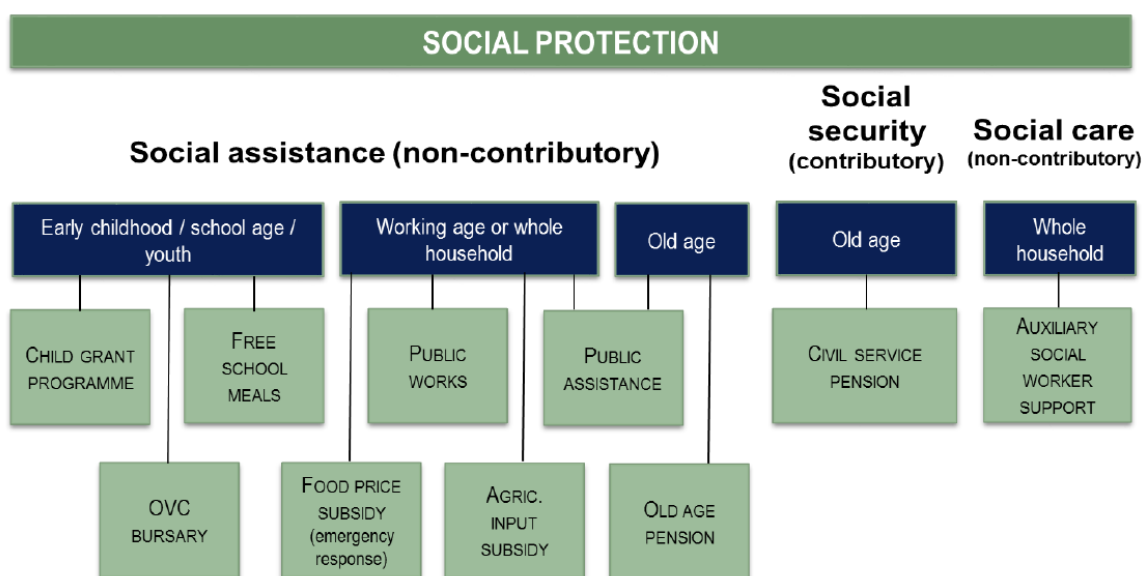 SOCIAL PROTECTION
Social assistance (non-contributory)
Social
security
(contributory)
Social care
(non-contributory)
Early childhood / school age /
youth
Working age or whole
household
Old age
Old age
Whole
household
CHILD GRANT
PROGRAMME
FREE
SCHOOL
MEALS
PUBLIC
WORKS
PUBLIC
ASSISTANCE
CIVIL SERVICE
PENSION
AUXILIARY
SOCIAL
WORKER
SUPPORT
OVC
BURSARY
FOOD PRICE
SUBSIDY
(emergency
response)
AGRIC.
INPUT
SUBSIDY
OLD AGE
PENSION